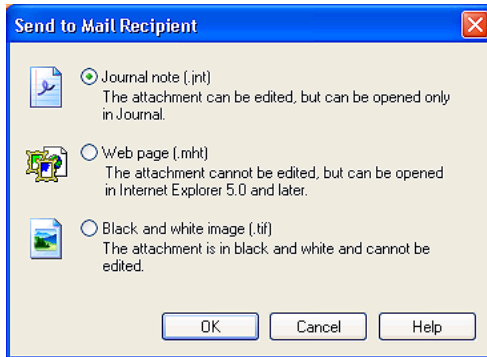 Send to Mail Recipient
Journal note (.jnt)
The attachment can be edited, but can be opened only
in Journal.
Web page (.mht)
The attachment cannot be edited, but can be opened
in Internet Explorer 5.0 and later.
Black and white image (.tif)
The attachment is in black and white and cannot be
edited.
OK Cancel Help